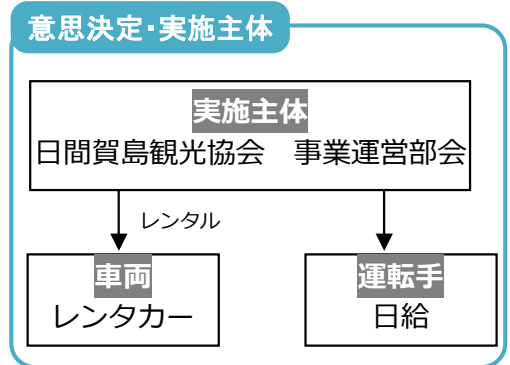 意思決定・実施主体
実施主体
日間賀島観光協会　事業運営部会
レンタル
車両
レンタカー
運転手
日給